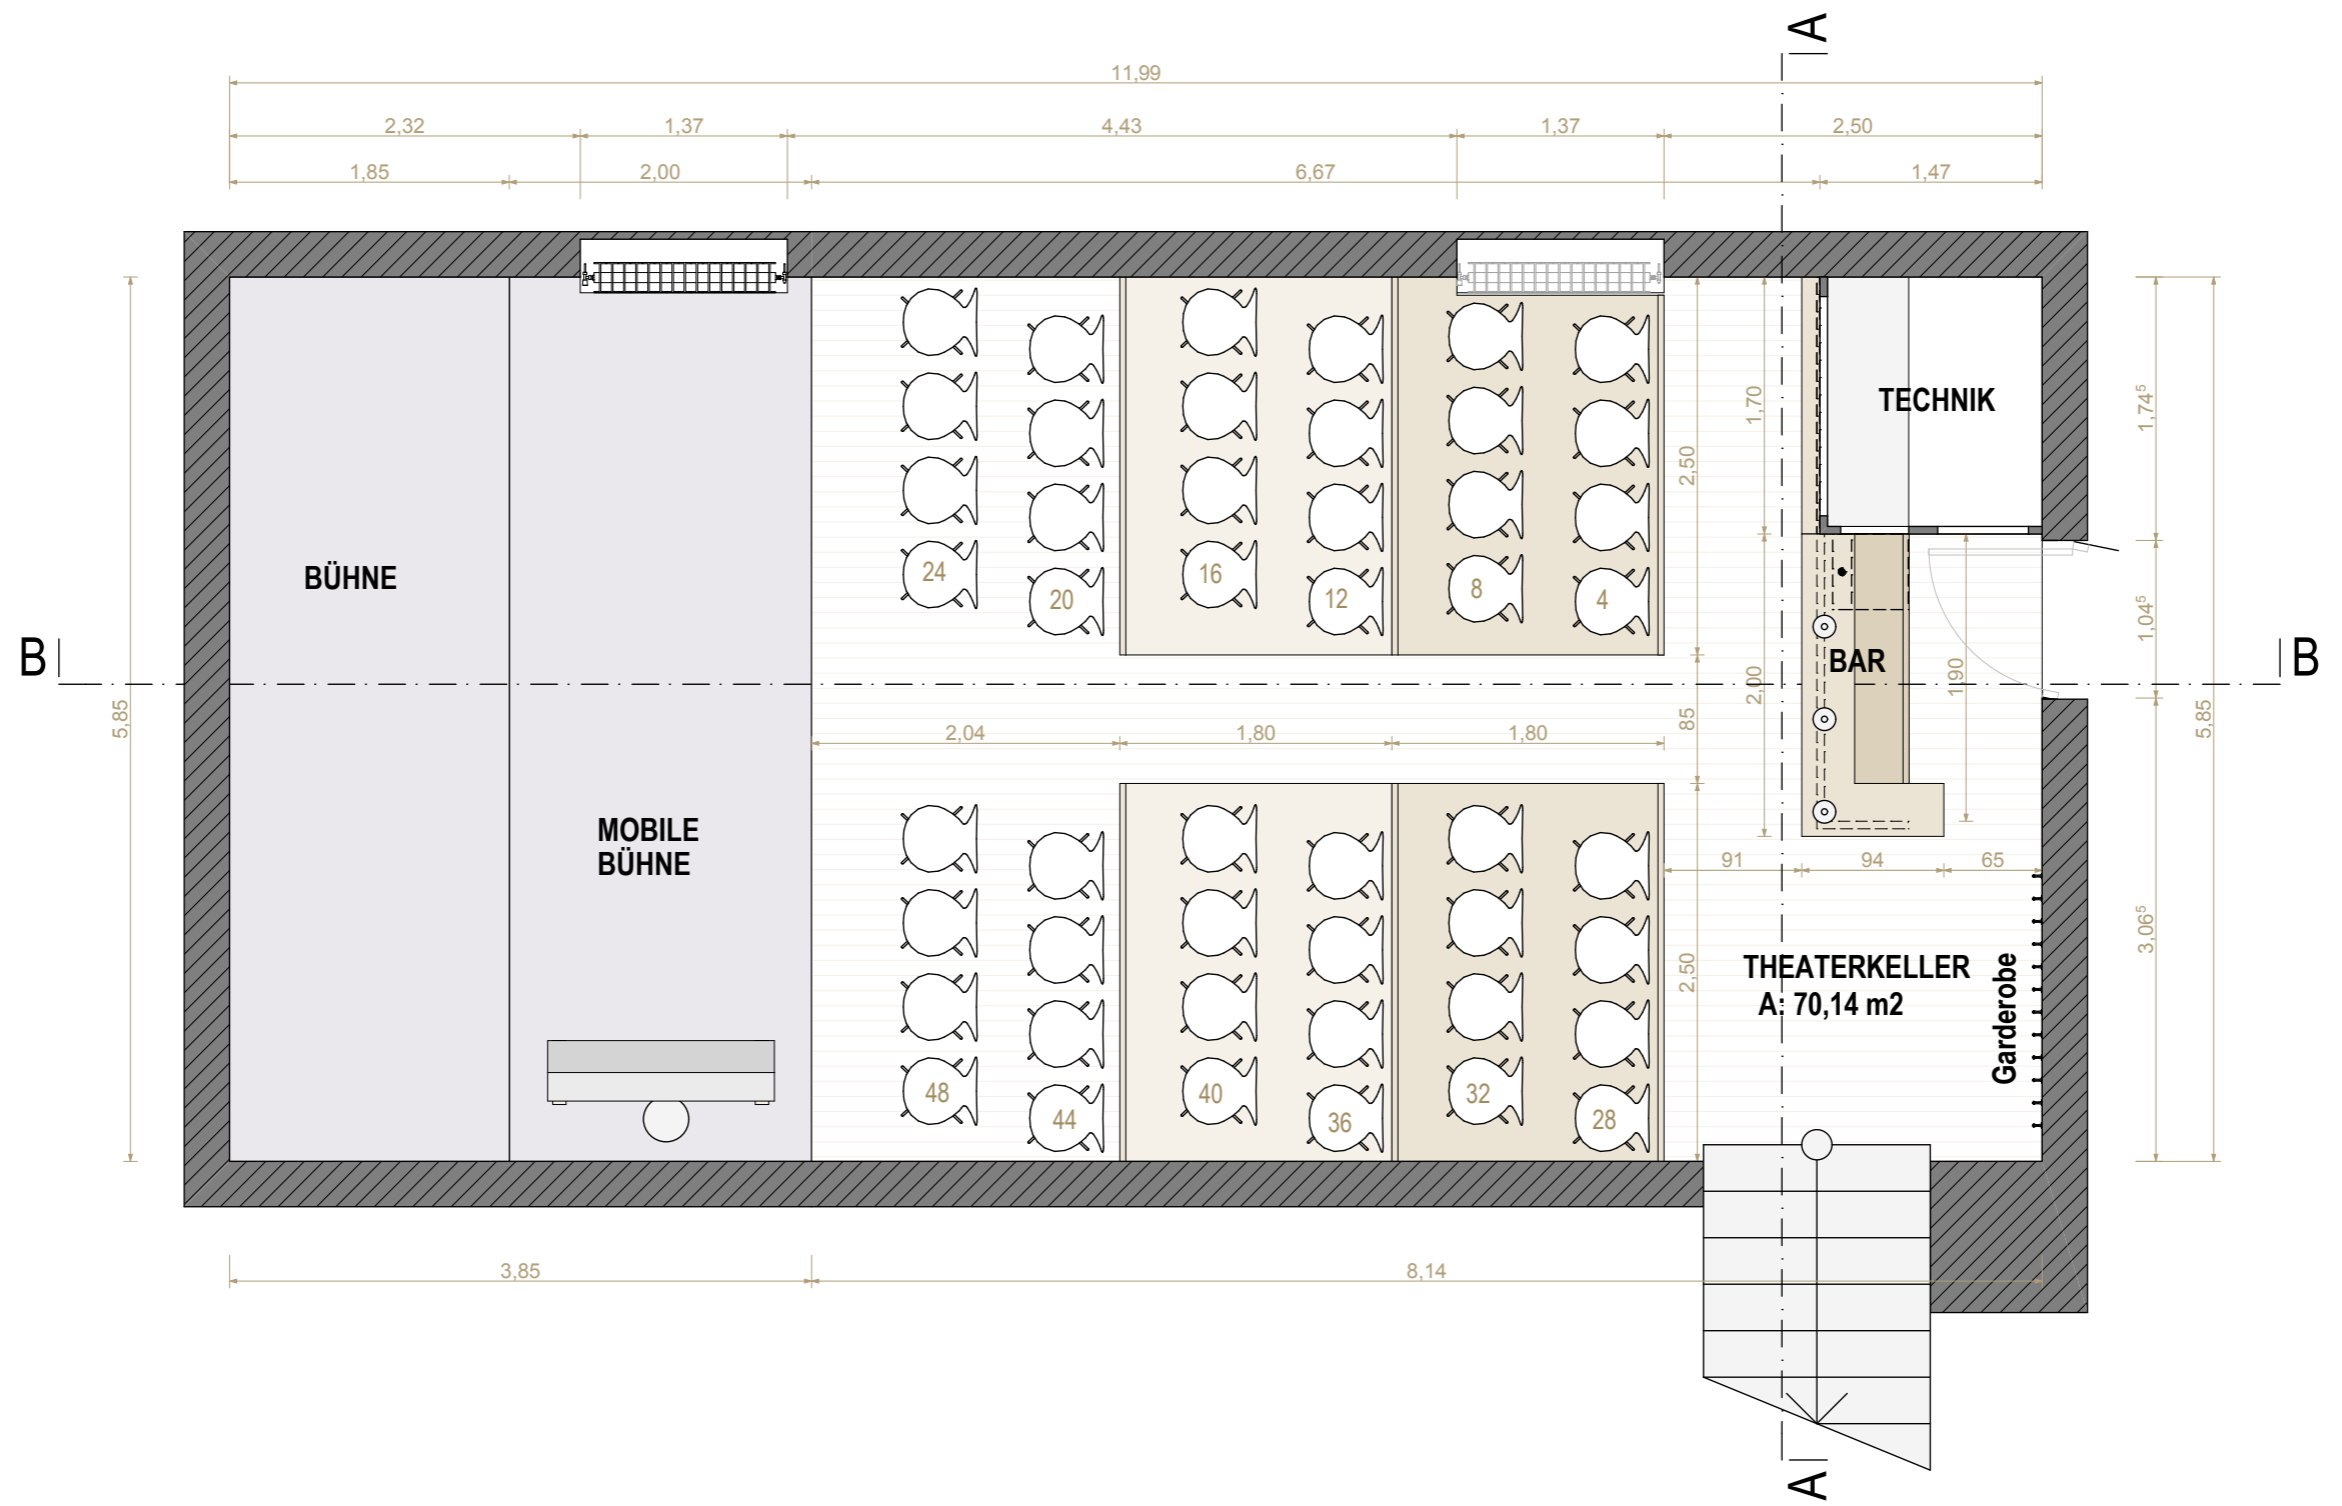 A
11,99
2,32 1,37 4,43 1,37 2,50
1,85 2,00 6,67 1,47
TECHNIK
1,74⁵
1,70
2,50
BÜHNE
24 20 16 12 8 4
1,04⁵
B
BAR
B
5,85
2,00
1,90
85
5,85
2,04 1,80 1,80
MOBILE
BÜHNE
91 94 65
3,06⁵
2,50
THEATERKELLER
A: 70,14 m2
Garderobe
48 44 40 36 32 28
3,85 8,14
A